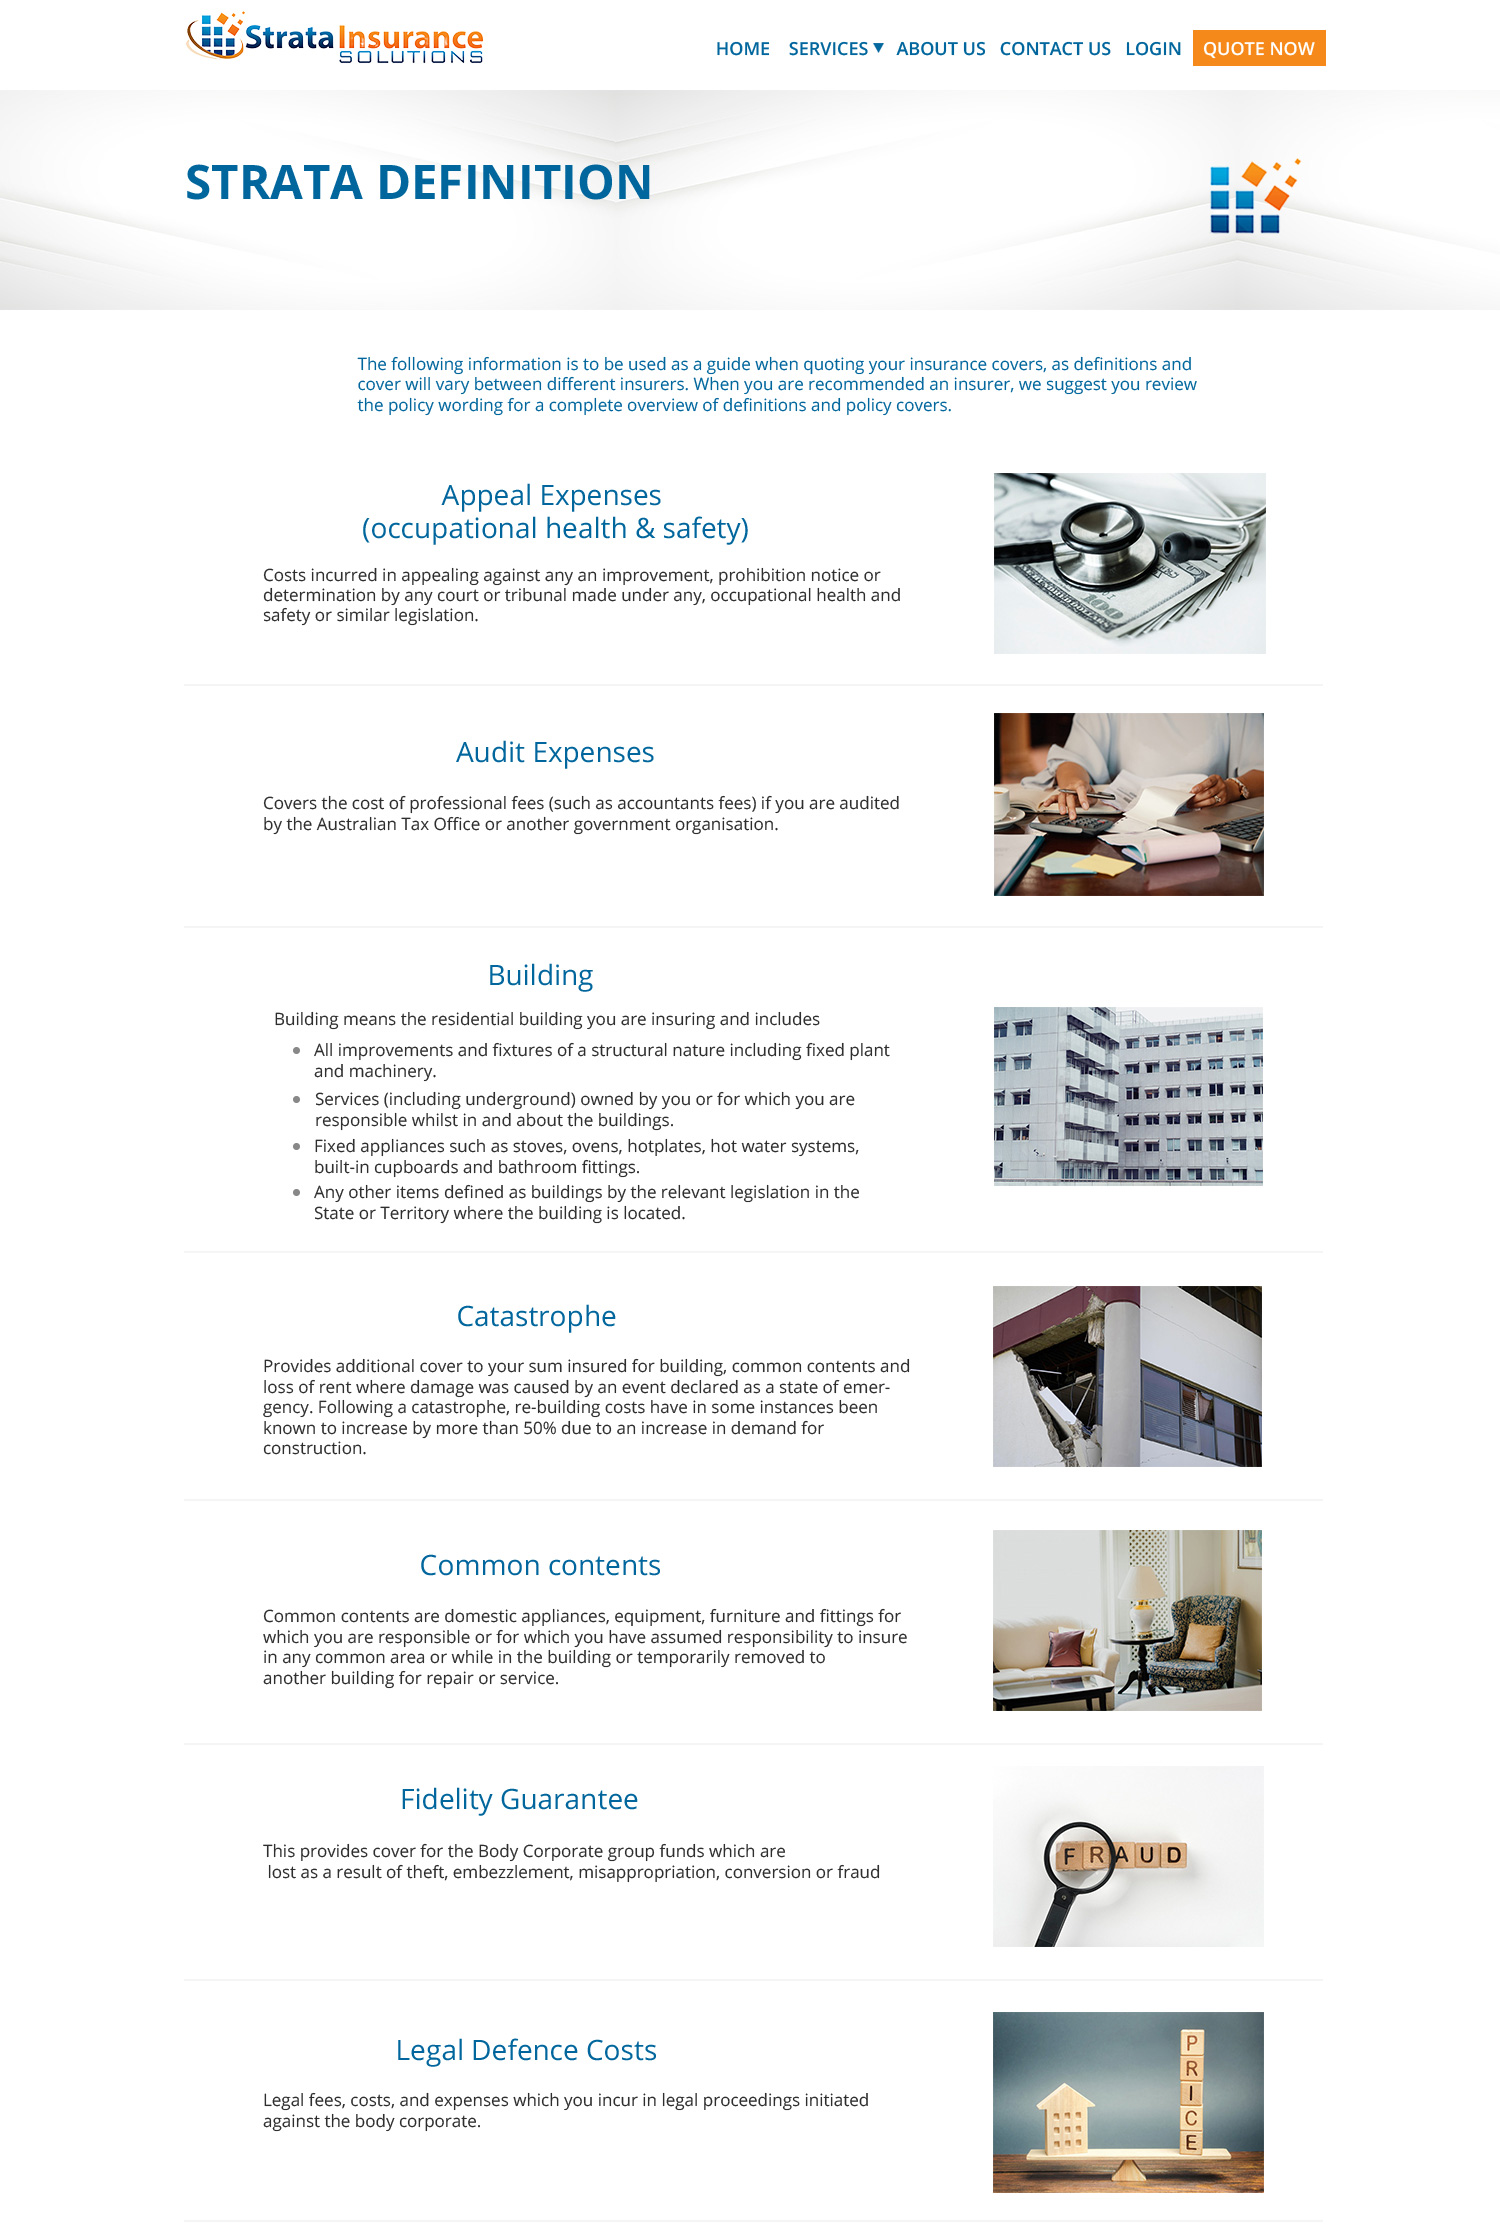 Strata Insurance
SOLUTIONS
HOME SERVICES ▼ ABOUT US CONTACT US LOGIN QUOTE NOW
STRATA DEFINITION
The following information is to be used as a guide when quoting your insurance covers, as definitions and
cover will vary between different insurers. When you are recommended an insurer, we suggest you review
the policy wording for a complete overview of definitions and policy covers.
Appeal Expenses
(occupational health & safety)
Costs incurred in appealing against any an improvement, prohibition notice or
determination by any court or tribunal made under any, occupational health and
safety or similar legislation.
100
Audit Expenses
Covers the cost of professional fees (such as accountants fees) if you are audited
by the Australian Tax Office or another government organisation.
Building
Building means the residential building you are insuring and includes
• All improvements and fixtures of a structural nature including fixed plant
and machinery.
• Services (including underground) owned by you or for which you are
responsible whilst in and about the buildings.
• Fixed appliances such as stoves, ovens, hotplates, hot water systems,
built-in cupboards and bathroom fittings.
• Any other items defined as buildings by the relevant legislation in the
State or Territory where the building is located.
Catastrophe
Provides additional cover to your sum insured for building, common contents and
loss of rent where damage was caused by an event declared as a state of emer-
gency. Following a catastrophe, re-building costs have in some instances been
known to increase by more than 50% due to an increase in demand for
construction.
Common contents
Common contents are domestic appliances, equipment, furniture and fittings for
which you are responsible or for which you have assumed responsibility to insure
in any common area or while in the building or temporarily removed to
another building for repair or service.
Fidelity Guarantee
This provides cover for the Body Corporate group funds which are
lost as a result of theft, embezzlement, misappropriation, conversion or fraud
FRAUD
Legal Defence Costs
Legal fees, costs, and expenses which you incur in legal proceedings initiated
against the body corporate.
PRICE